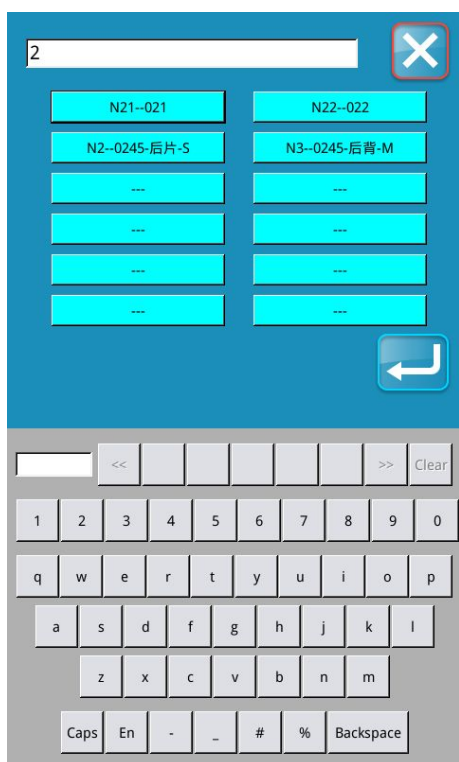 2
N21--021 N22--022
N2--0245-后片-S N3--0245-后背-M
--- ---
--- ---
--- ---
--- ---
<< >> Clear
1 2 3 4 5 6 7 8 9 0
q w e r t y u i o p
a s d f g h j k l
z x c v b n m
Caps En - _ # % Backspace